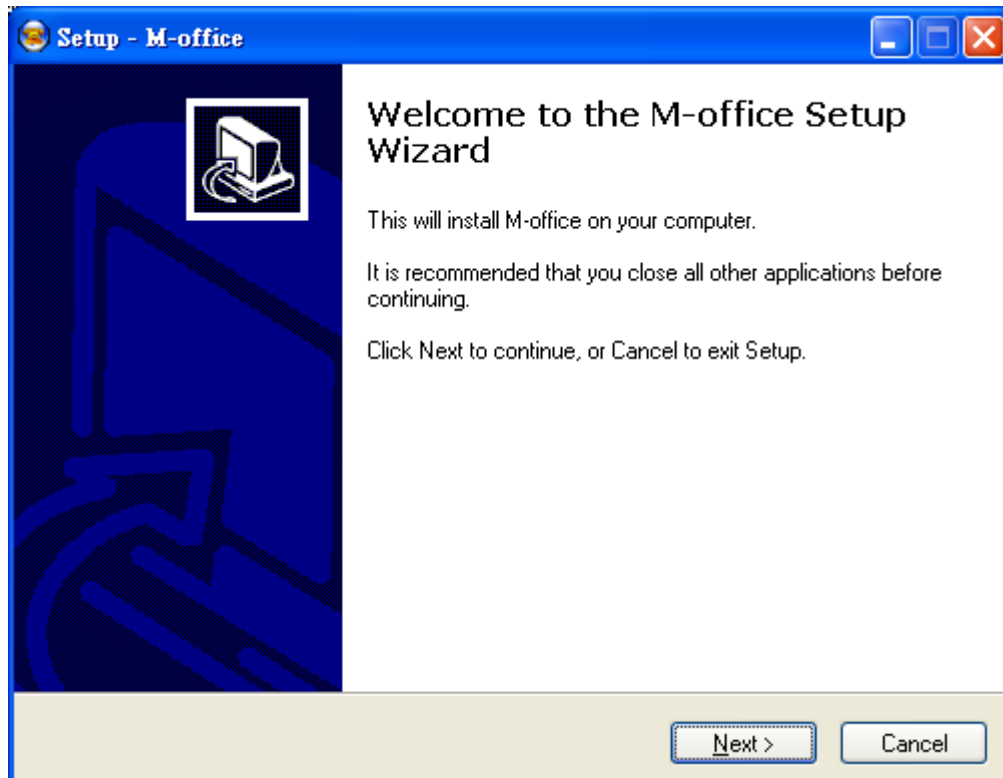 Setup - M-office
Welcome to the M-office Setup
Wizard
This will install M-office on your computer.
It is recommended that you close all other applications before
continuing.
Click Next to continue, or Cancel to exit Setup.
Next >
Cancel